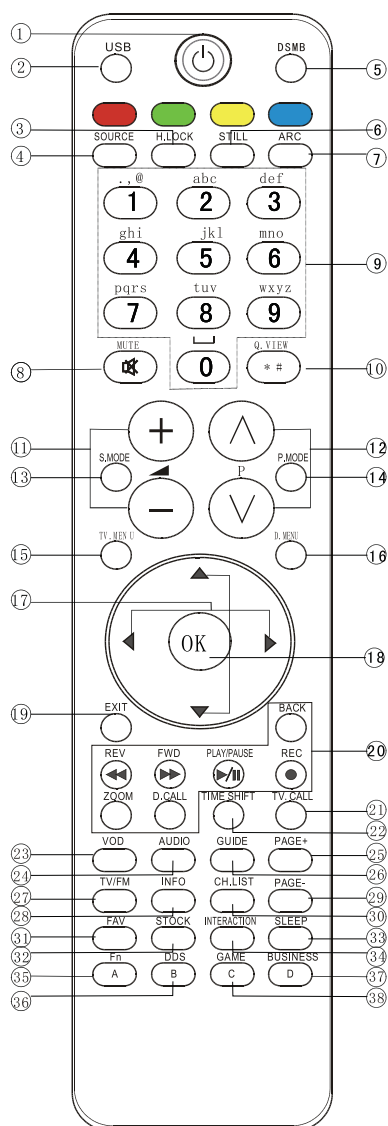 ①
USB DSMB
② ⑤
③ ⑥
SOURCE H.LOCK STILL ARC
④ ⑦
.,@ abc def
1 2 3
ghi jkl mno
4 5 6 ⑨
pqrs tuv wxyz
7 8 9
MUTE Q.VIEW
⑧ 0 * # ⑩
+
⑪ ⑫
S.MODE P P.MODE
⑬ ⑭
−
TV.MENU D.MENU
⑮ ⑯
⑰
OK
⑱
EXIT BACK
⑲
REV FWD PLAY/PAUSE REC ⑳
ZOOM D.CALL TIME SHIFT TV.CALL
㉑
㉒
VOD AUDIO GUIDE PAGE+
㉓ ㉕
㉔ ㉖
TV/FM INFO CH.LIST PAGE-
㉗ ㉙
㉘ ㉚
FAV STOCK INTERACTION SLEEP
㉛ ㉝
㉜ ㉞
Fn DDS GAME BUSINESS
㉟ A B C D ㊲
㊱ ㊳